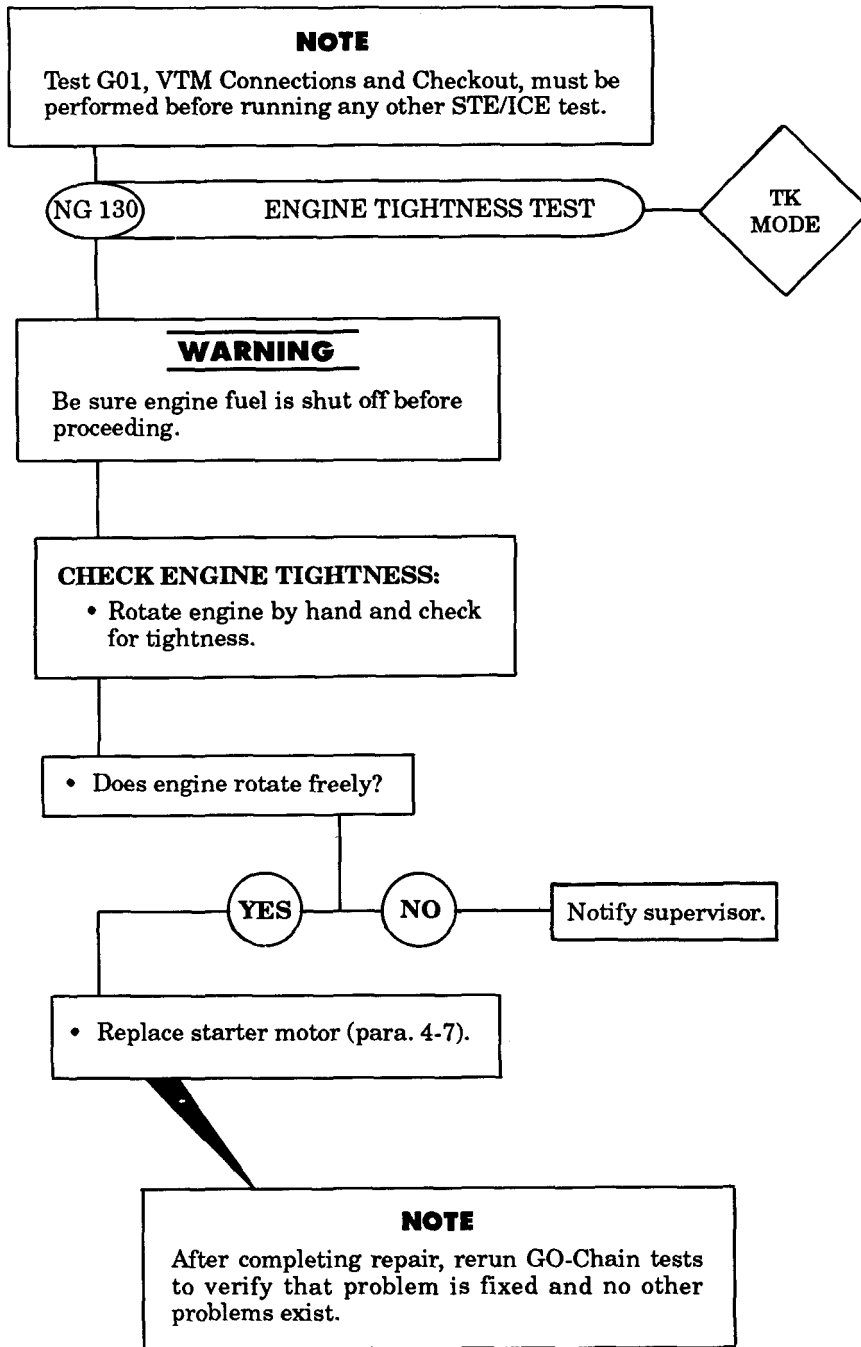 NOTE
Test G01, VTM Connections and Checkout, must be
performed before running any other STE/ICE test.
NG 130
ENGINE TIGHTNESS TEST
TK
MODE
WARNING
Be sure engine fuel is shut off before
proceeding.
CHECK ENGINE TIGHTNESS:
• Rotate engine by hand and check
for tightness.
• Does engine rotate freely?
YES
NO
Notify supervisor.
• Replace starter motor (para. 4-7).
NOTE
After completing repair, rerun GO-Chain tests
to verify that problem is fixed and no other
problems exist.